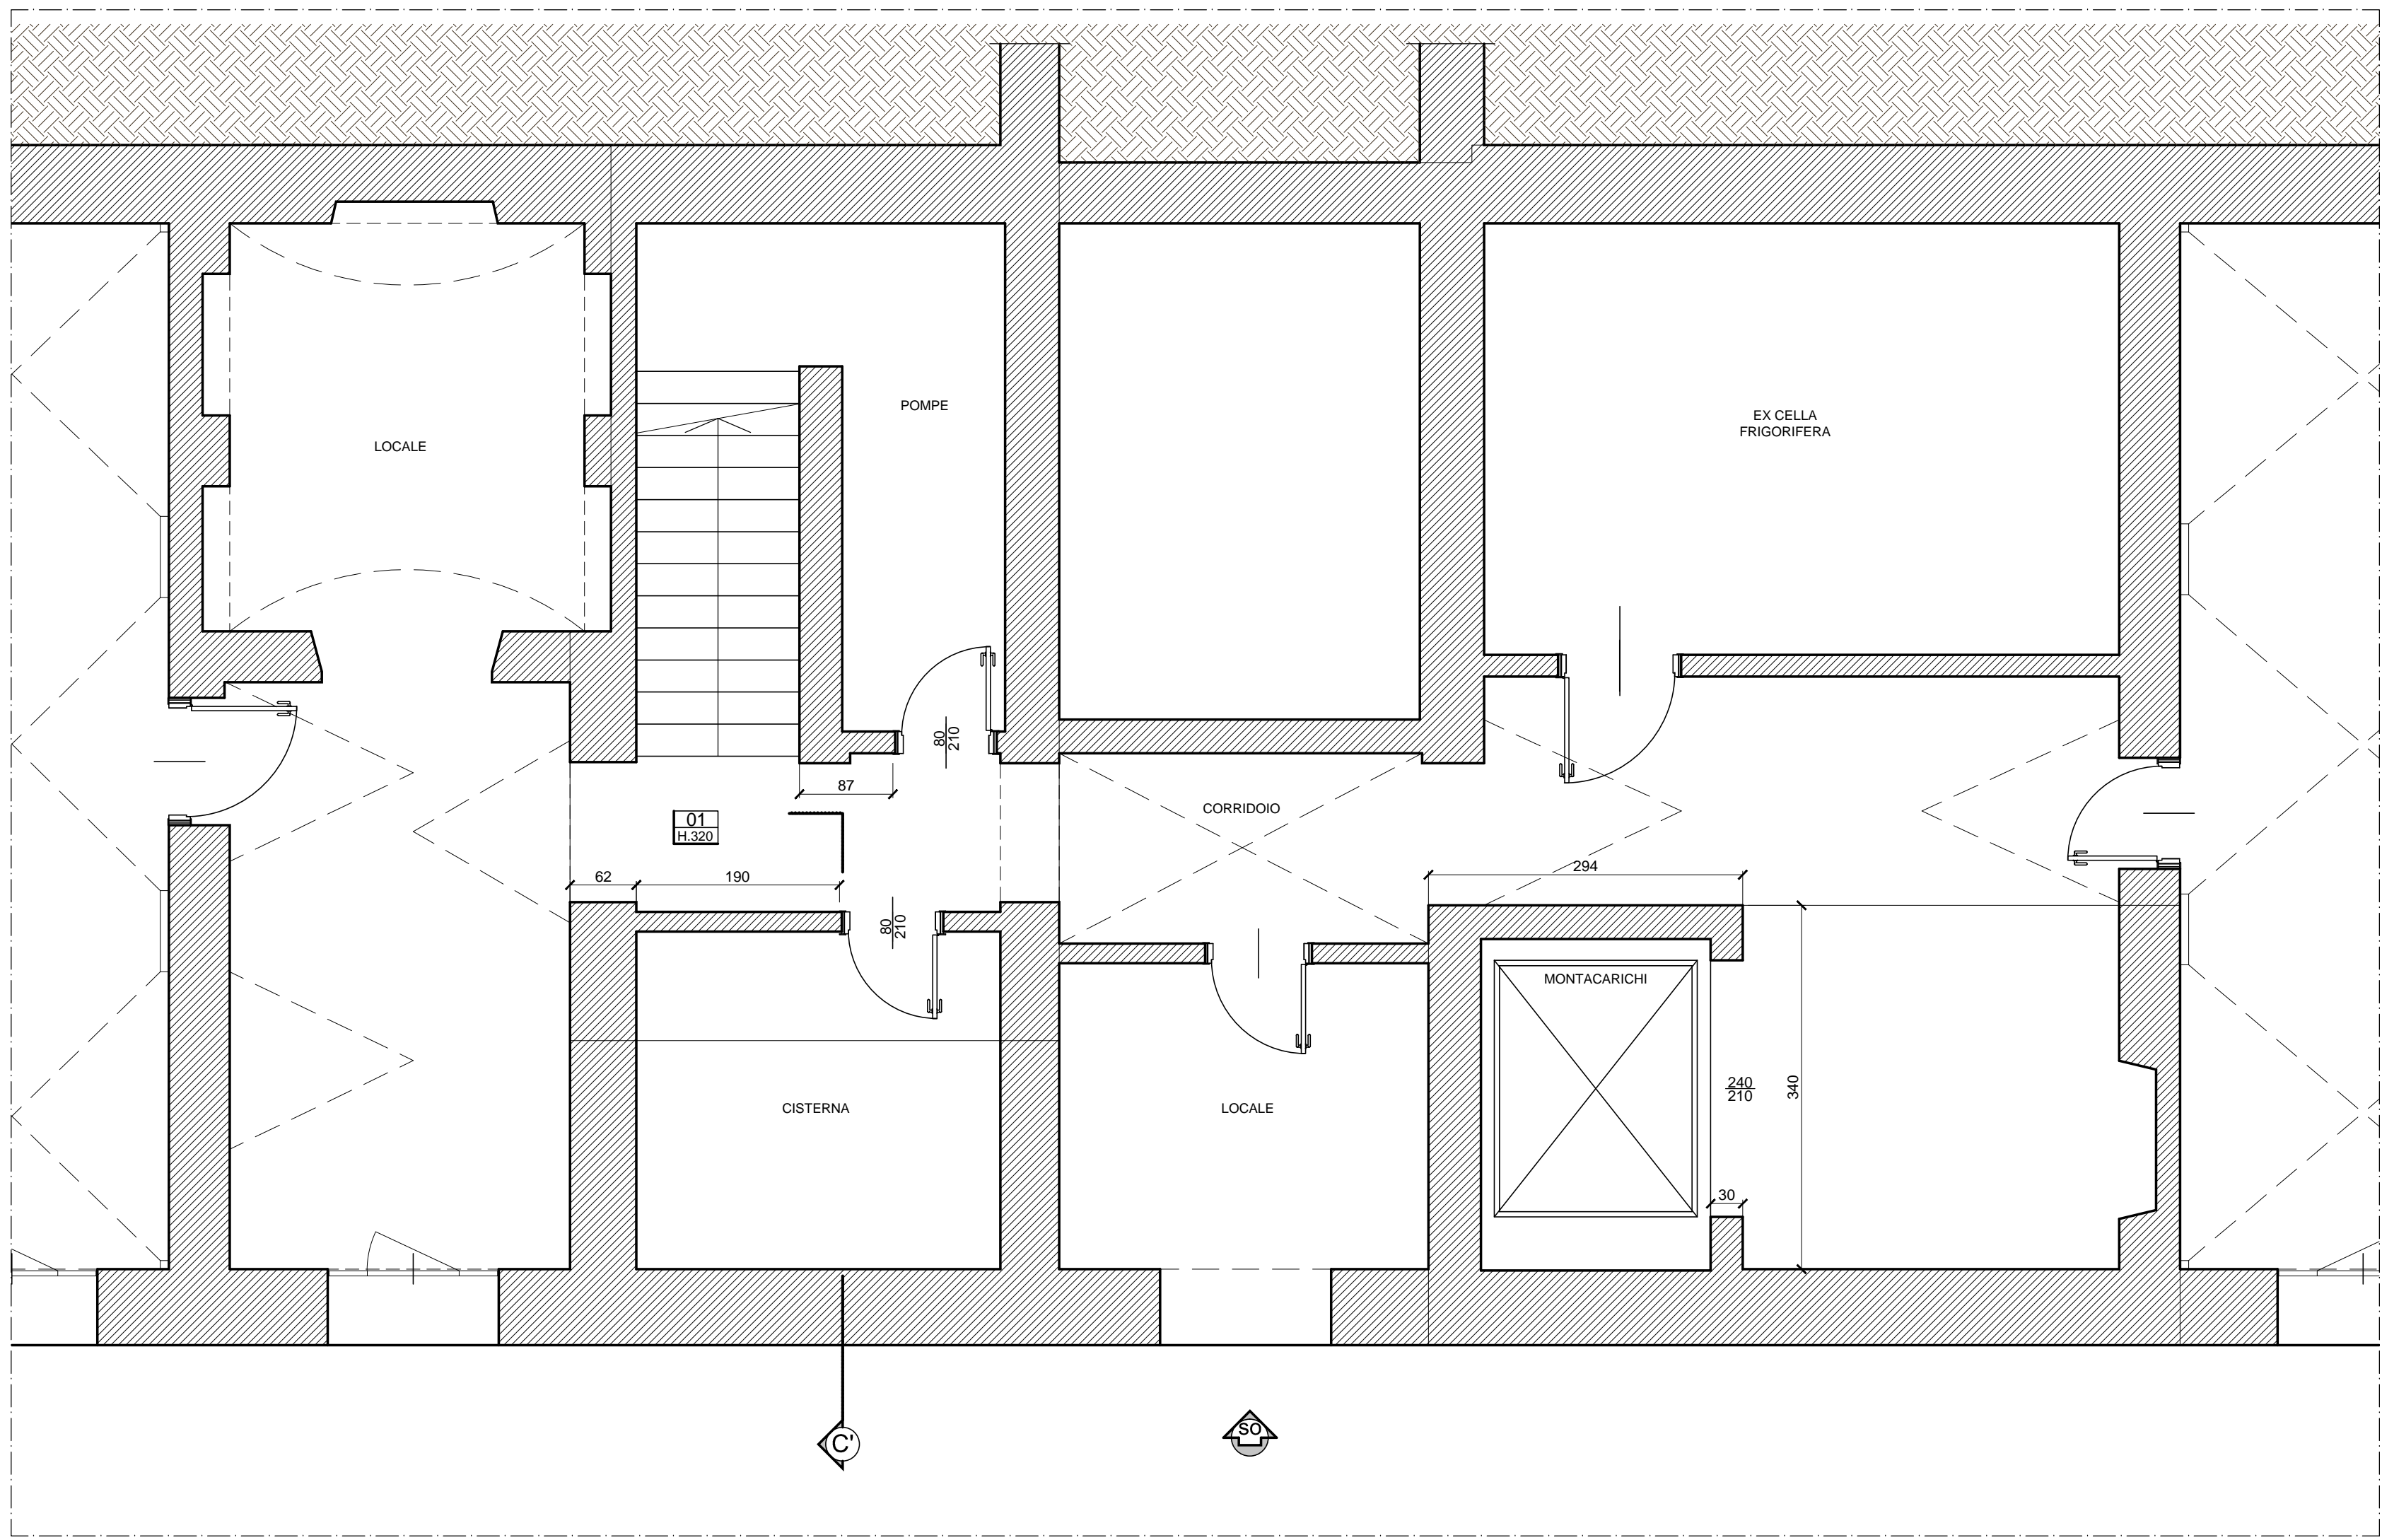 POMPE
EX CELLA
FRIGORIFERA
LOCALE
80
210
87
CORRIDOIO
01
H.320
62
190
294
80
210
MONTACARICHI
240
210
340
CISTERNA
LOCALE
30
C'
SO